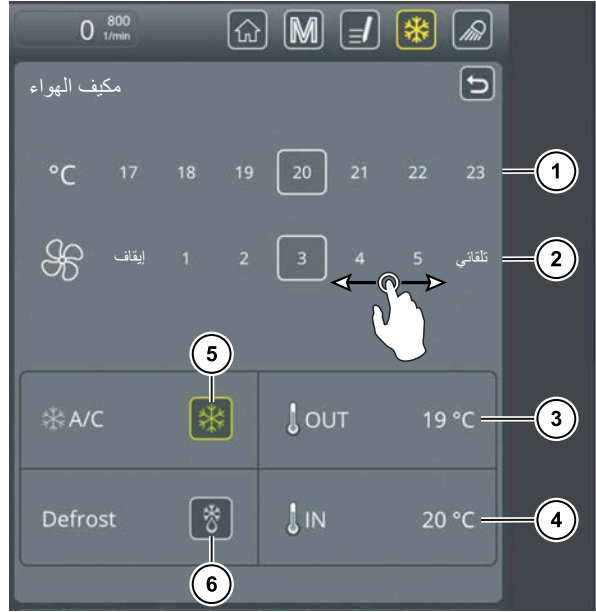 0 800 1/min M
مكيف الهواء
°C 17 18 19 20 21 22 23 1
إيقاف 1 2 3 4 5 تلقائي 2
5
A/C OUT 19 °C 3
Defrost IN 20 °C 4
6